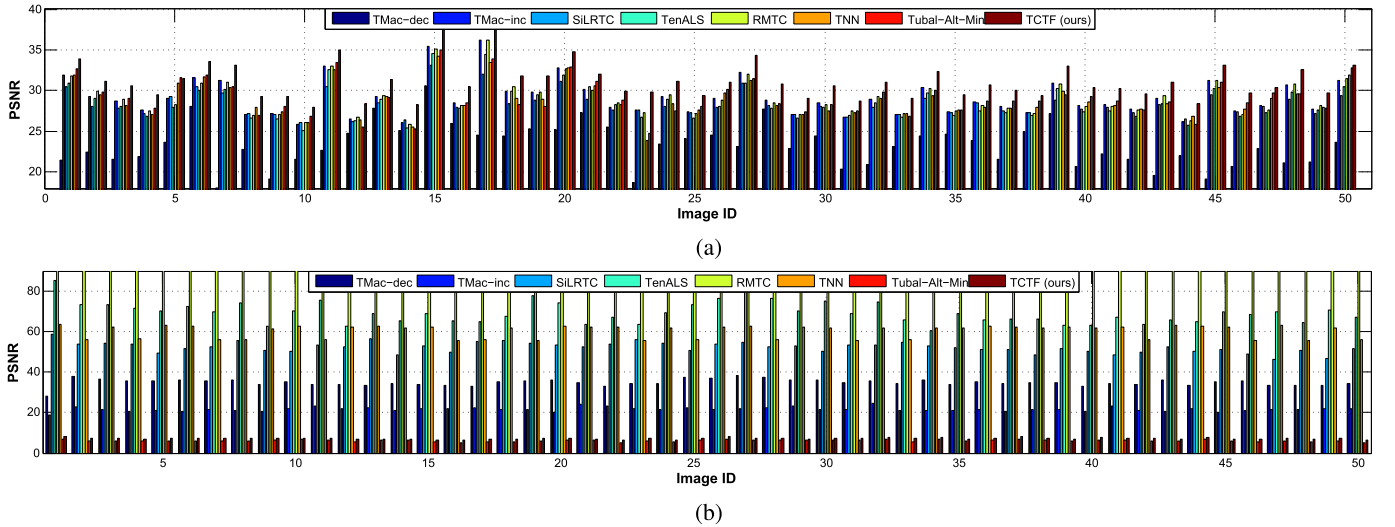 40
TMac-dec TMac-inc SiLRTC TenALS RMTC TNN Tubal-Alt-Min TCTF (ours)
35
30
25
20
PSNR
0 5 10 15 20 25 30 35 40 45 50
Image ID
(a)
TMac-dec TMac-inc SiLRTC TenALS RMTC TNN Tubal-Alt-Min TCTF (ours)
80
60
40
20
0
PSNR
5 10 15 20 25 30 35 40 45 50
Image ID
(b)